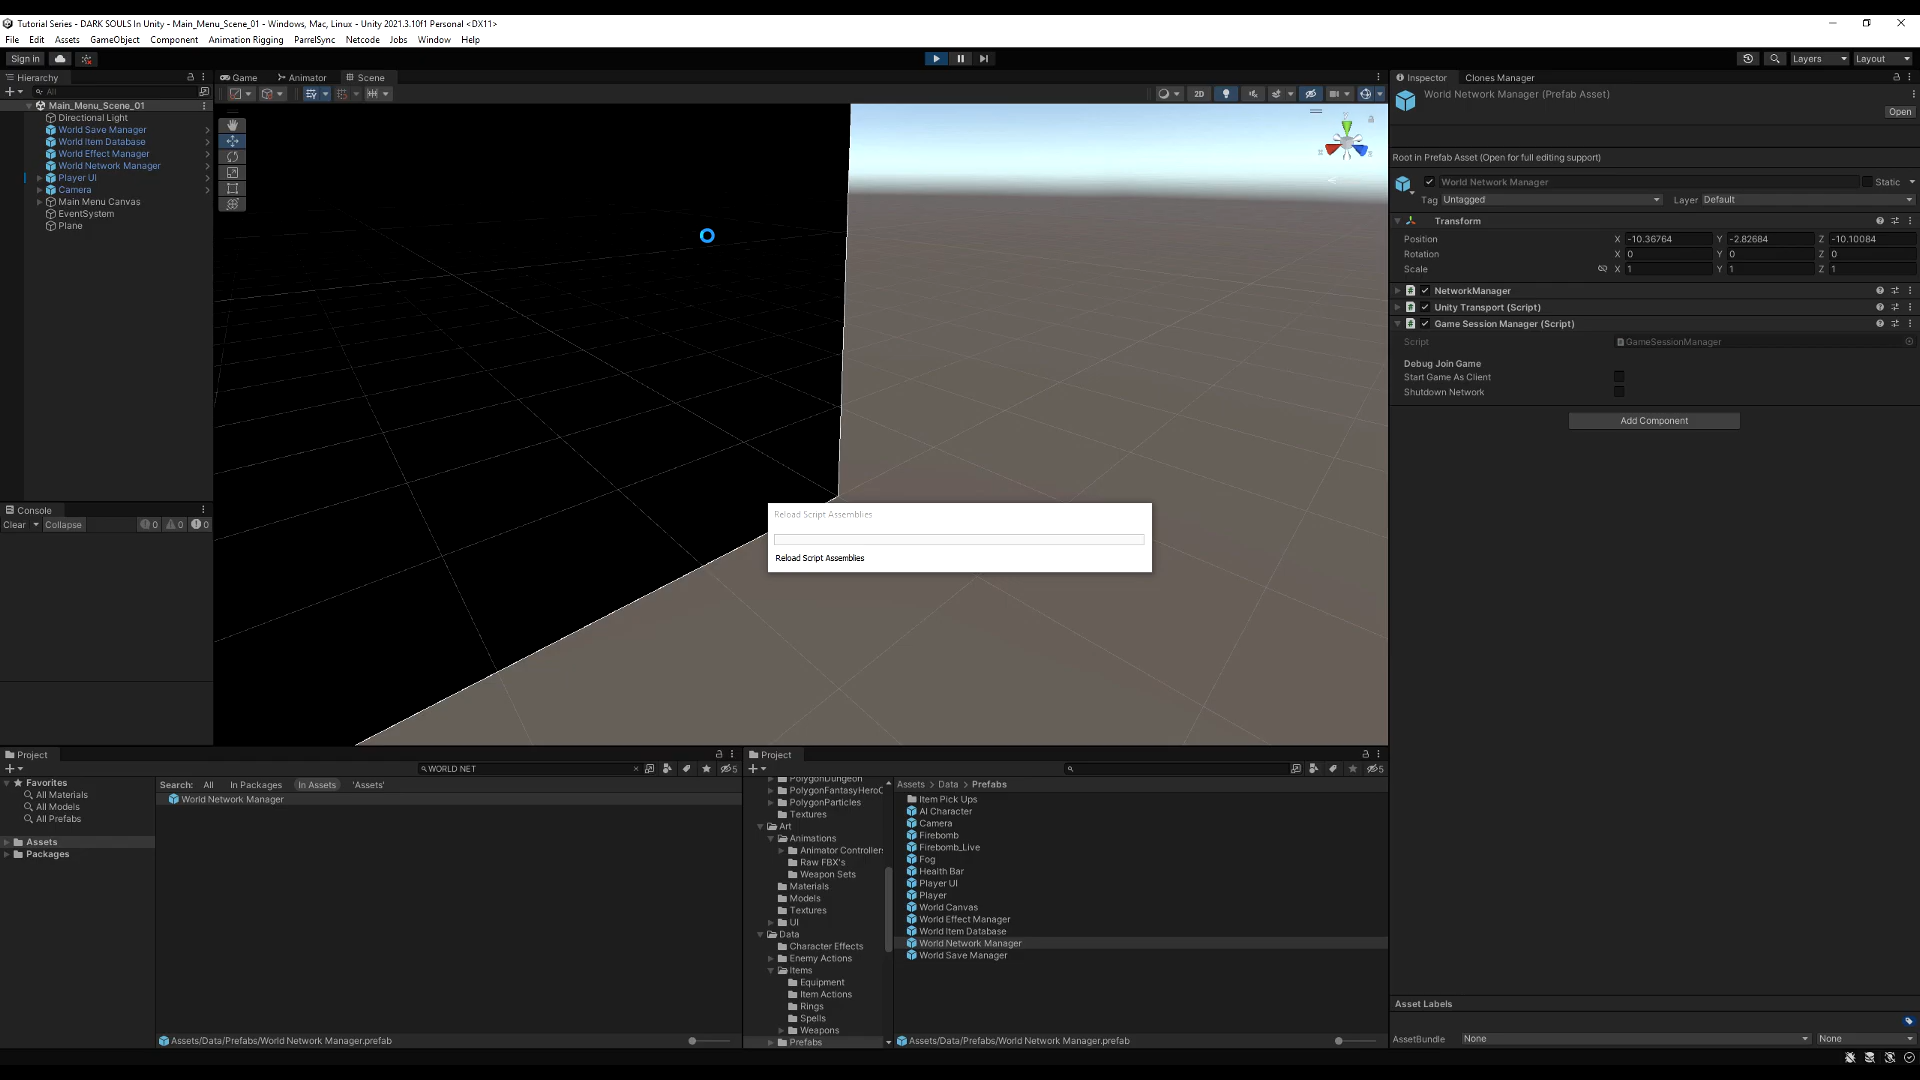 Tutorial Series - DARK SOULS In Unity - Main_Menu_Scene_01 - Windows, Mac, Linux - Unity 2021.3.10f1 Personal <DX11>
File Edit Assets GameObject Component Animation Rigging ParrelSync Netcode Jobs Window Help
Sign in
Layers
Layout
Hierarchy
All
Main_Menu_Scene_01
Directional Light
World Save Manager
World Item Database
World Effect Manager
World Network Manager
Player UI
Camera
Main Menu Canvas
EventSystem
Plane
Console
Clear Collapse 0 0 0
Game Animator Scene
2D
Reload Script Assemblies
Reload Script Assemblies
Inspector Clones Manager
World Network Manager (Prefab Asset)
Open
Root in Prefab Asset (Open for full editing support)
World Network Manager Static
Tag Untagged Layer Default
Transform
Position X -10.36764 Y -2.82684 Z -10.10084
Rotation X 0 Y 0 Z 0
Scale X 1 Y 1 Z 1
NetworkManager
Unity Transport (Script)
Game Session Manager (Script)
Script GameSessionManager
Debug Join Game
Start Game As Client
Shutdown Network
Add Component
Asset Labels
AssetBundle None None
Project
WORLD NET
5
Favorites
All Materials
All Models
All Prefabs
Assets
Packages
Search: All In Packages In Assets 'Assets'
World Network Manager
Assets/Data/Prefabs/World Network Manager.prefab
Project
5
PolygonDungeon
PolygonFantasyHeroC
PolygonParticles
Textures
Art
Animations
Animator Controllers
Raw FBX's
Weapon Sets
Materials
Models
Textures
UI
Data
Character Effects
Enemy Actions
Items
Equipment
Item Actions
Rings
Spells
Weapons
Prefabs
Assets > Data > Prefabs
Item Pick Ups
AI Character
Camera
Firebomb
Firebomb_Live
Fog
Health Bar
Player UI
Player
World Canvas
World Effect Manager
World Item Database
World Network Manager
World Save Manager
Assets/Data/Prefabs/World Network Manager.prefab